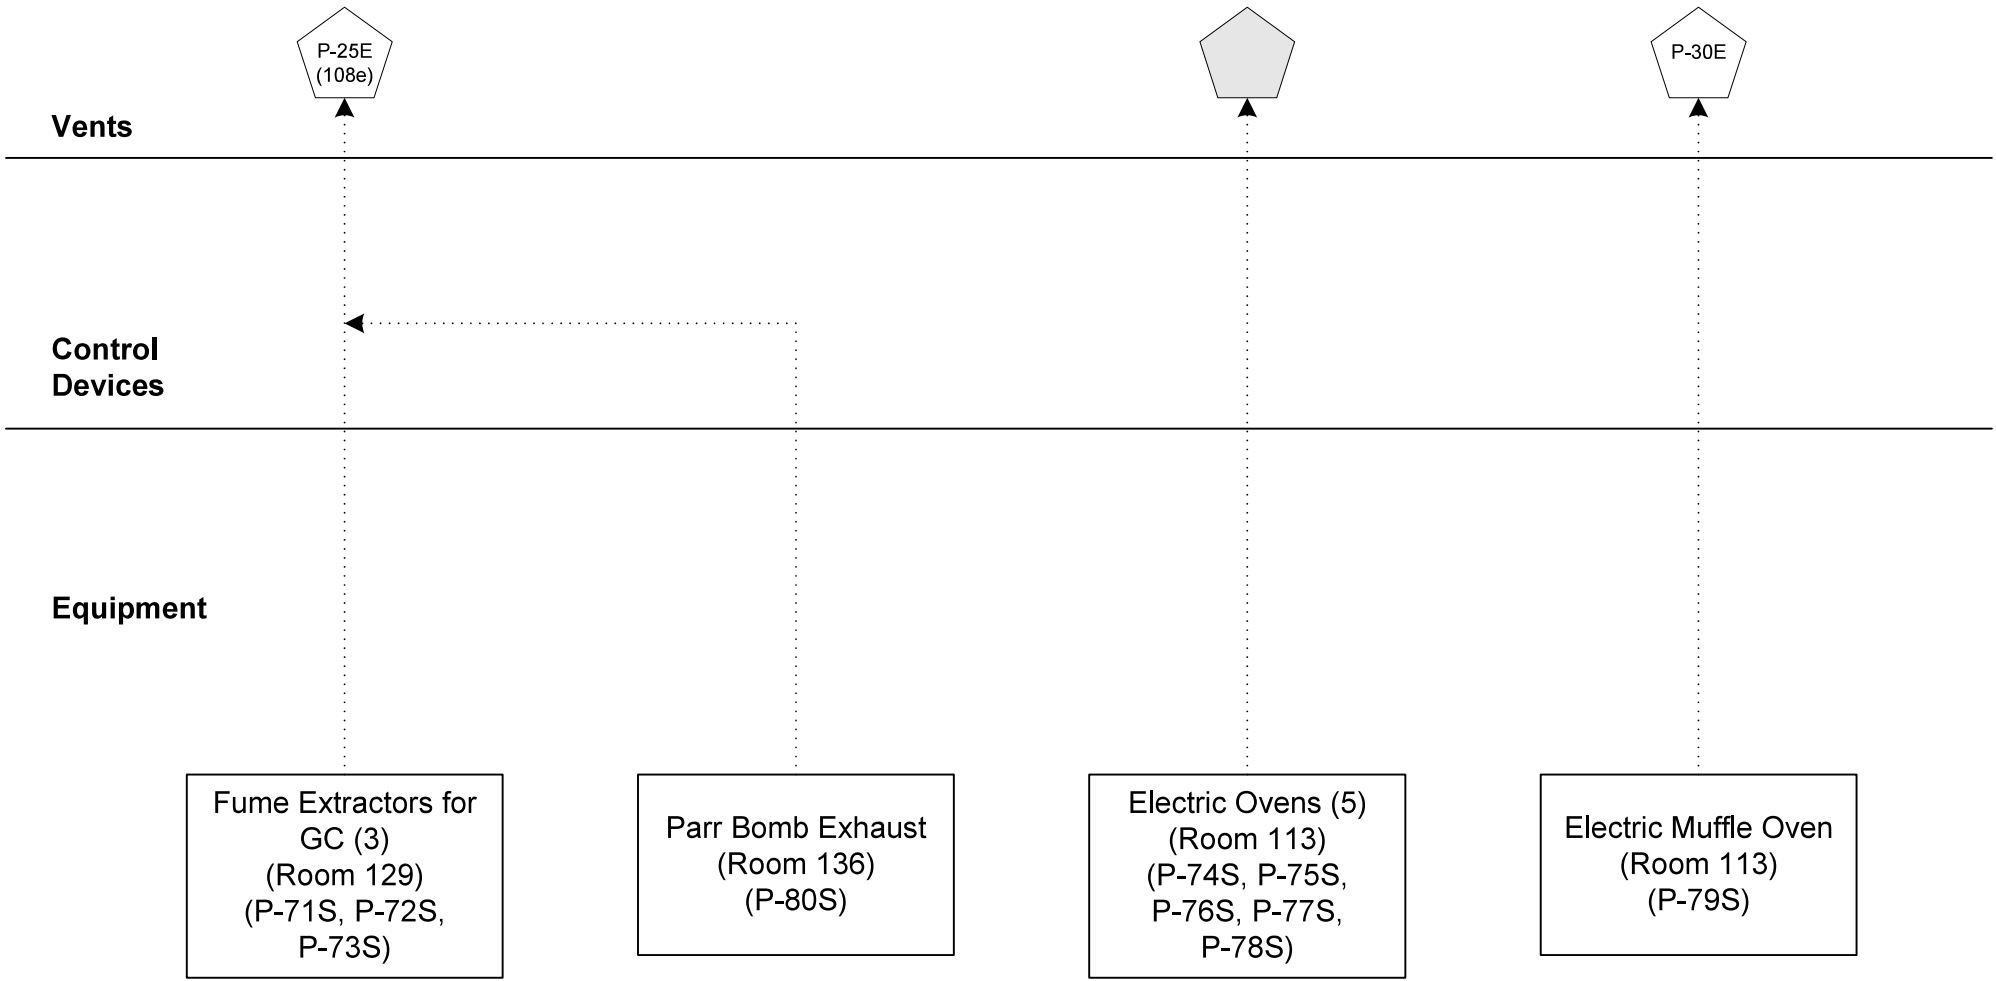 P-25E
(108e)
P-30E
Vents
Control
Devices
Equipment
Fume Extractors for
GC (3)
(Room 129)
(P-71S, P-72S,
P-73S)
Parr Bomb Exhaust
(Room 136)
(P-80S)
Electric Ovens (5)
(Room 113)
(P-74S, P-75S,
P-76S, P-77S,
P-78S)
Electric Muffle Oven
(Room 113)
(P-79S)